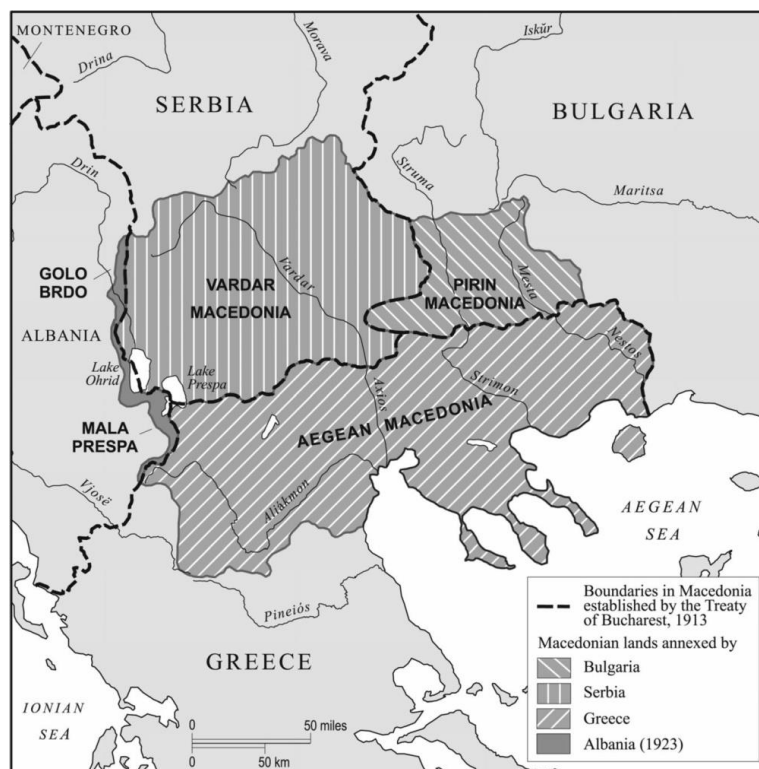 MONTENEGRO
Drina
Morava
Iskŭr
SERBIA
BULGARIA
Drin
Struma
Maritsa
GOLO
BRDO
VARDAR
MACEDONIA
Vardar
PIRIN
MACEDONIA
Mesta
ALBANIA
Nestos
Lake
Ohrid
Lake
Prespa
Axios
Strimon
MALA
PRESPA
AEGEAN MACEDONIA
Vjosë
Aliákmon
AEGEAN
SEA
Pineiós
GREECE
IONIAN
SEA
0 50 miles
0 50 km
Boundaries in Macedonia
established by the Treaty
of Bucharest, 1913
Macedonian lands annexed by
Bulgaria
Serbia
Greece
Albania (1923)